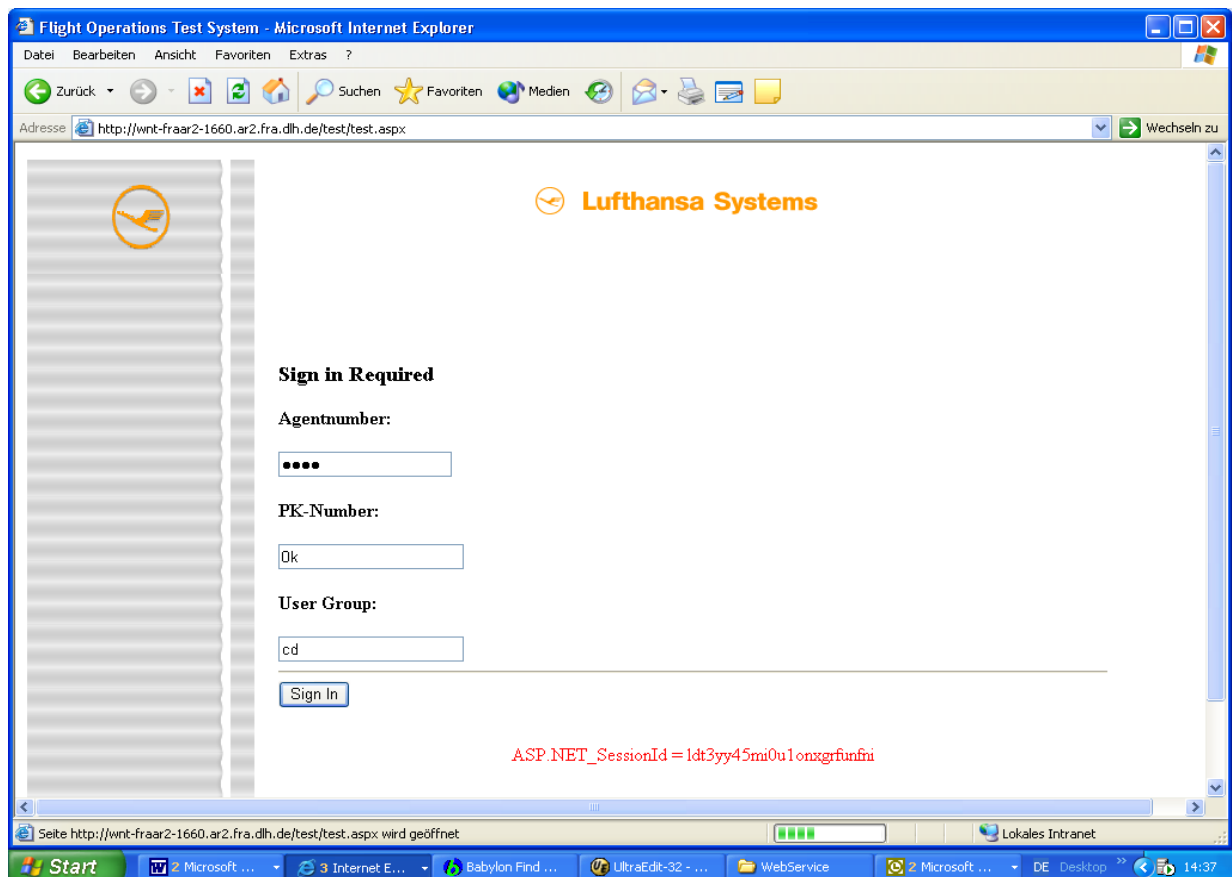 Flight Operations Test System - Microsoft Internet Explorer
Datei Bearbeiten Ansicht Favoriten Extras ?
Zurück Suchen Favoriten Medien
Adresse http://wnt-fraar2-1660.ar2.fra.dlh.de/test/test.aspx Wechseln zu
Lufthansa Systems
Sign in Required
Agentnumber:
••••
PK-Number:
0k
User Group:
cd
Sign In
ASP.NET_SessionId = ldt3yy45mi0u1onxgrfunfni
Seite http://wnt-fraar2-1660.ar2.fra.dlh.de/test/test.aspx wird geöffnet Lokales Intranet
Start 2 Microsoft ... 3 Internet E... Babylon Find ... UltraEdit-32 - ... WebService 2 Microsoft ... DE Desktop » 14:37